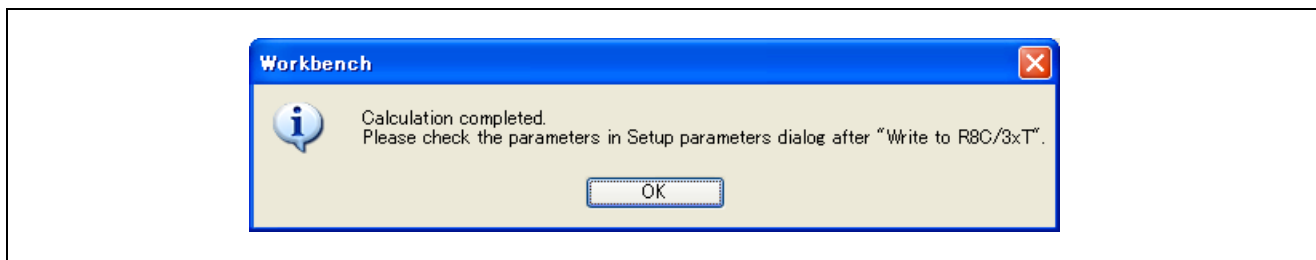 Workbench
Calculation completed.
Please check the parameters in Setup parameters dialog after "Write to R8C/3xT".
OK